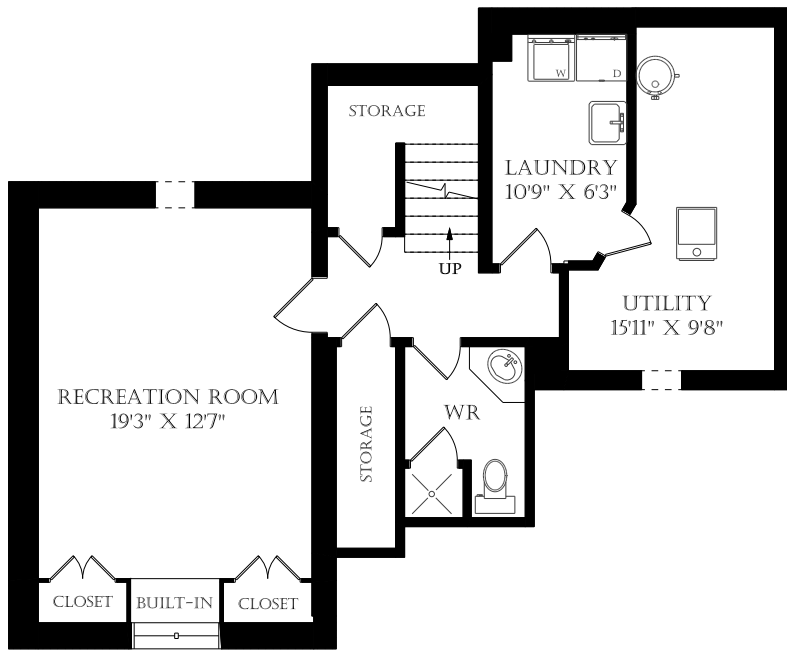 STORAGE
W
D
LAUNDRY
10'9" X 6'3"
UP
UTILITY
15'11" X 9'8"
RECREATION ROOM
19'3" X 12'7"
STORAGE
WR
CLOSET
BUILT-IN
CLOSET